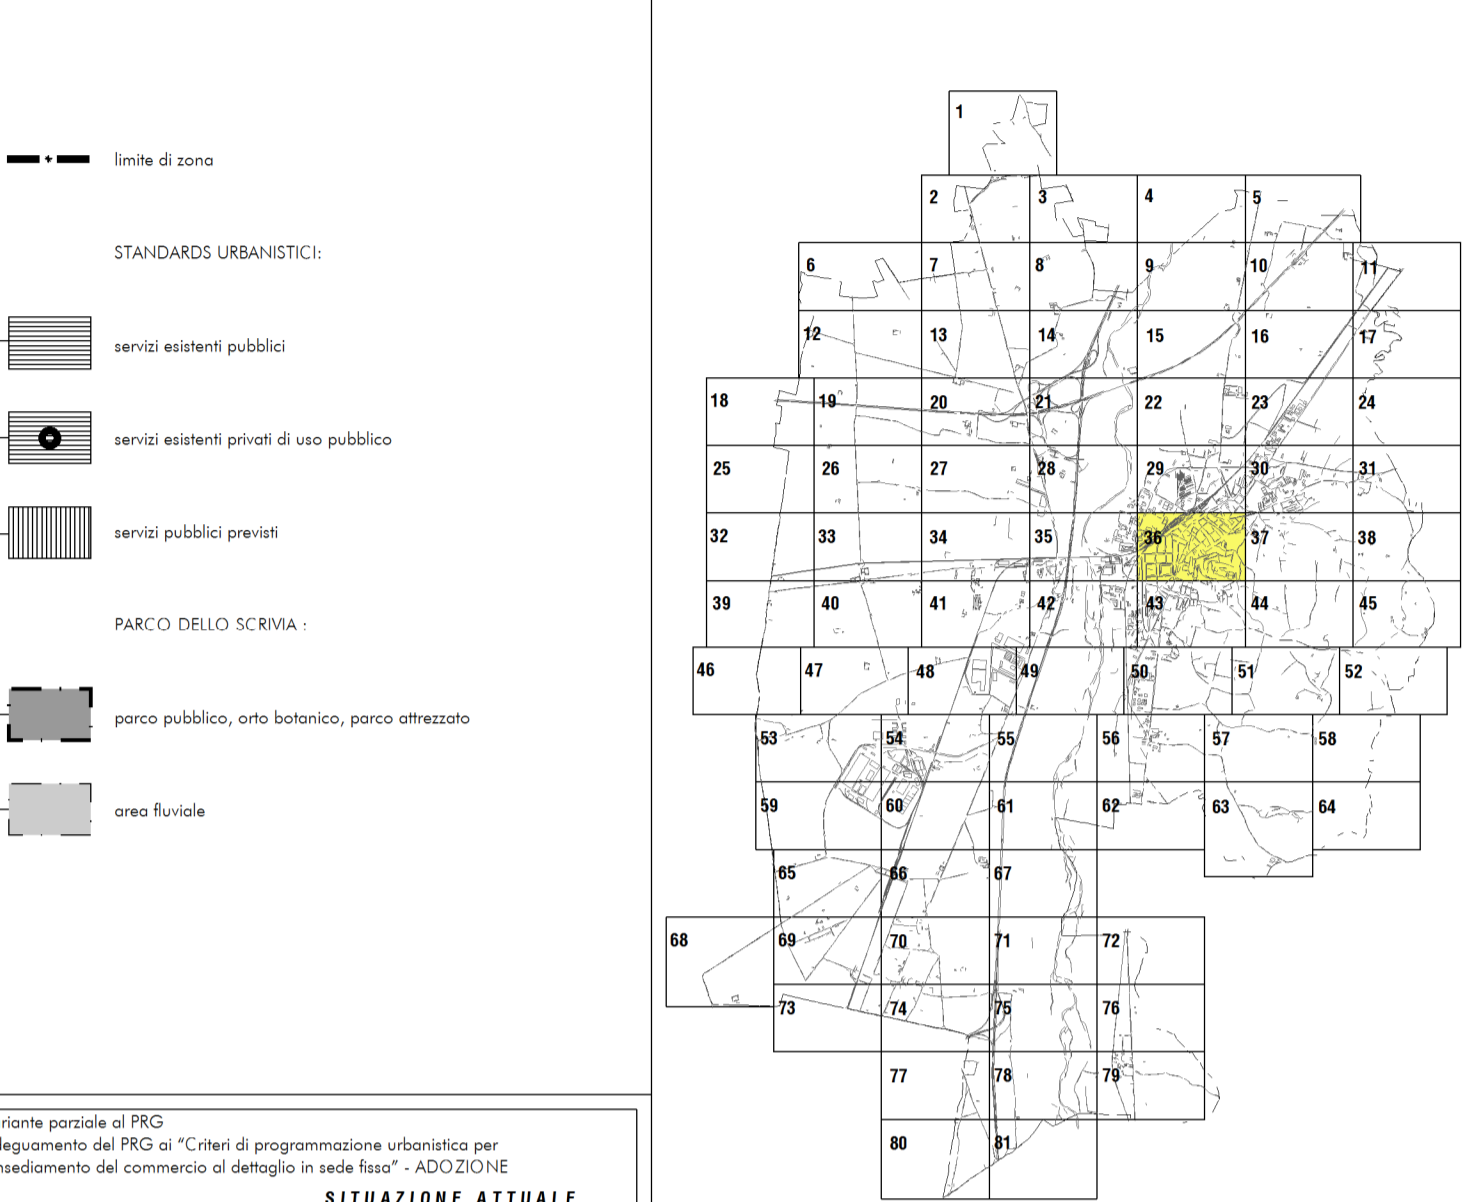 limite di zona
STANDARDS URBANISTICI:
servizi esistenti pubblici
servizi esistenti privati di uso pubblico
servizi pubblici previsti
PARCO DELLO SCRIVIA :
parco pubblico, orto botanico, parco attrezzato
area fluviale
riante parziale al PRG
leguamento del PRG ai “Criteri di programmazione urbanistica per
nsediamento del commercio al dettaglio in sede fissa” - ADOZIONE
SITUAZIONE ATTUALE
1
2 3 4 5
6 7 8 9 10 11
12 13 14 15 16 17
18 19 20 21 22 23 24
25 26 27 28 29 30 31
32 33 34 35 36 37 38
39 40 41 42 43 44 45
46 47 48 49 50 51 52
53 54 55 56 57 58
59 60 61 62 63 64
65 66 67
68 69 70 71 72
73 74 75 76
77 78 79
80 81